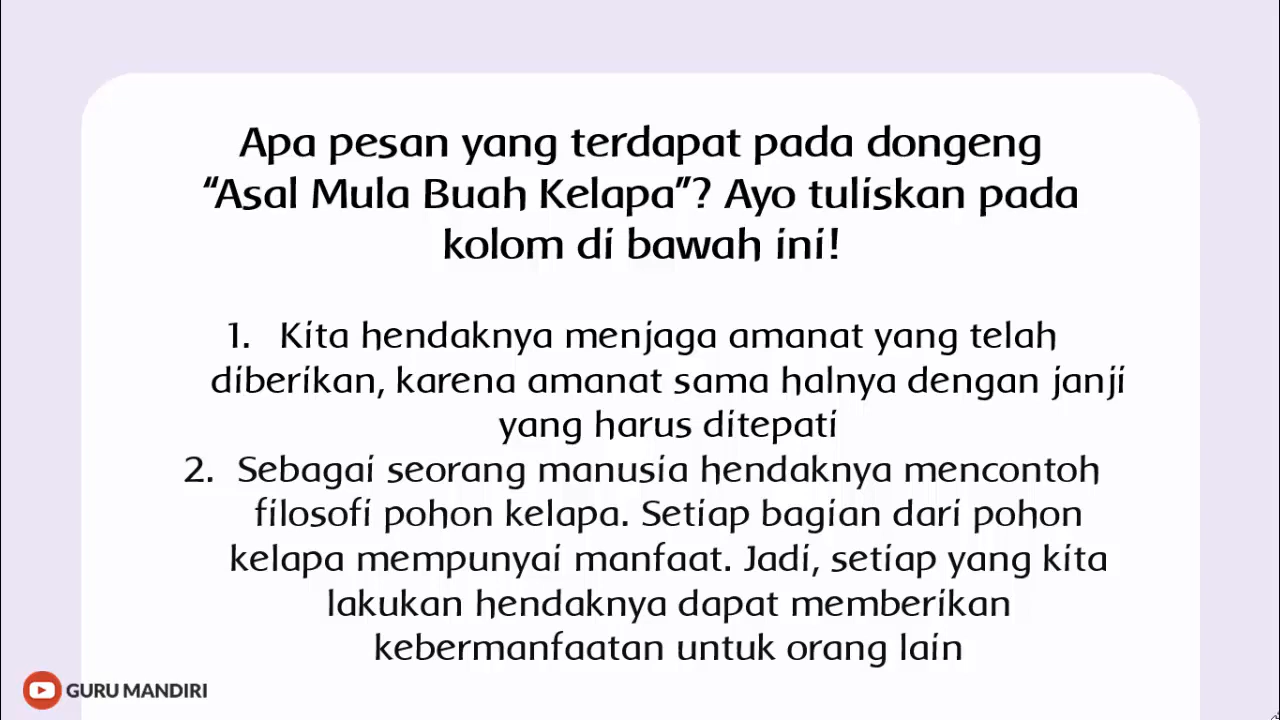 Apa pesan yang terdapat pada dongeng
“Asal Mula Buah Kelapa”? Ayo tuliskan pada
kolom di bawah ini!
1. Kita hendaknya menjaga amanat yang telah
diberikan, karena amanat sama halnya dengan janji
yang harus ditepati
2. Sebagai seorang manusia hendaknya mencontoh
filosofi pohon kelapa. Setiap bagian dari pohon
kelapa mempunyai manfaat. Jadi, setiap yang kita
lakukan hendaknya dapat memberikan
kebermanfaatan untuk orang lain
GURU MANDIRI